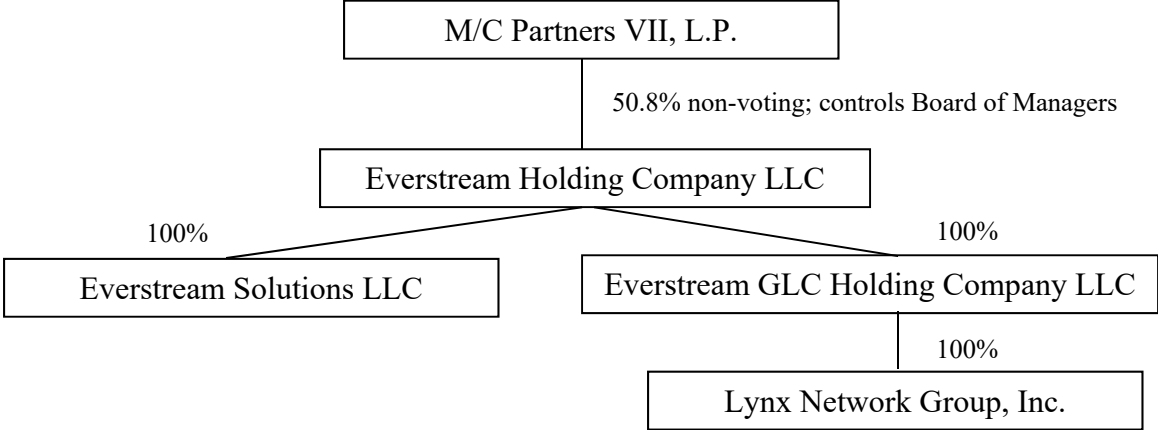 M/C Partners VII, L.P.
50.8% non-voting; controls Board of Managers
Everstream Holding Company LLC
100%
100%
Everstream Solutions LLC
Everstream GLC Holding Company LLC
100%
Lynx Network Group, Inc.